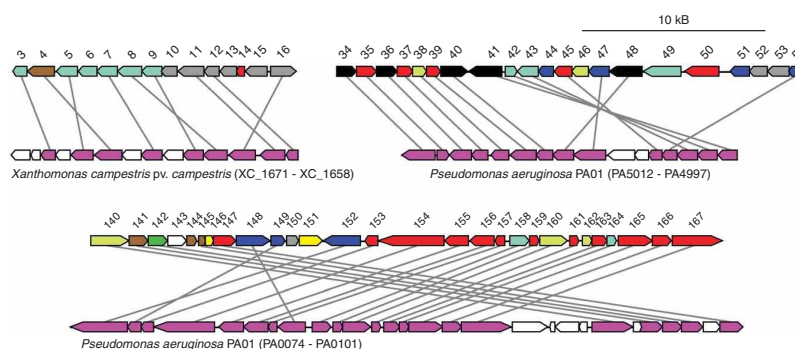 10 kB
3 4 5 6 7 8 9 10 11 12 13 14 15 16
34 35 36 37 38 39 40 41 42 43 44 45 46 47 48 49 50 51 52 53
Xanthomonas campestris pv. campestris (XC_1671 - XC_1658)
Pseudomonas aeruginosa PA01 (PA5012 - PA4997)
140 141 142 143 144 145 146 147 148 149 150 151 152 153 154 155 156 157 158 159 160 161 162 163 164 165 166 167
Pseudomonas aeruginosa PA01 (PA0074 - PA0101)